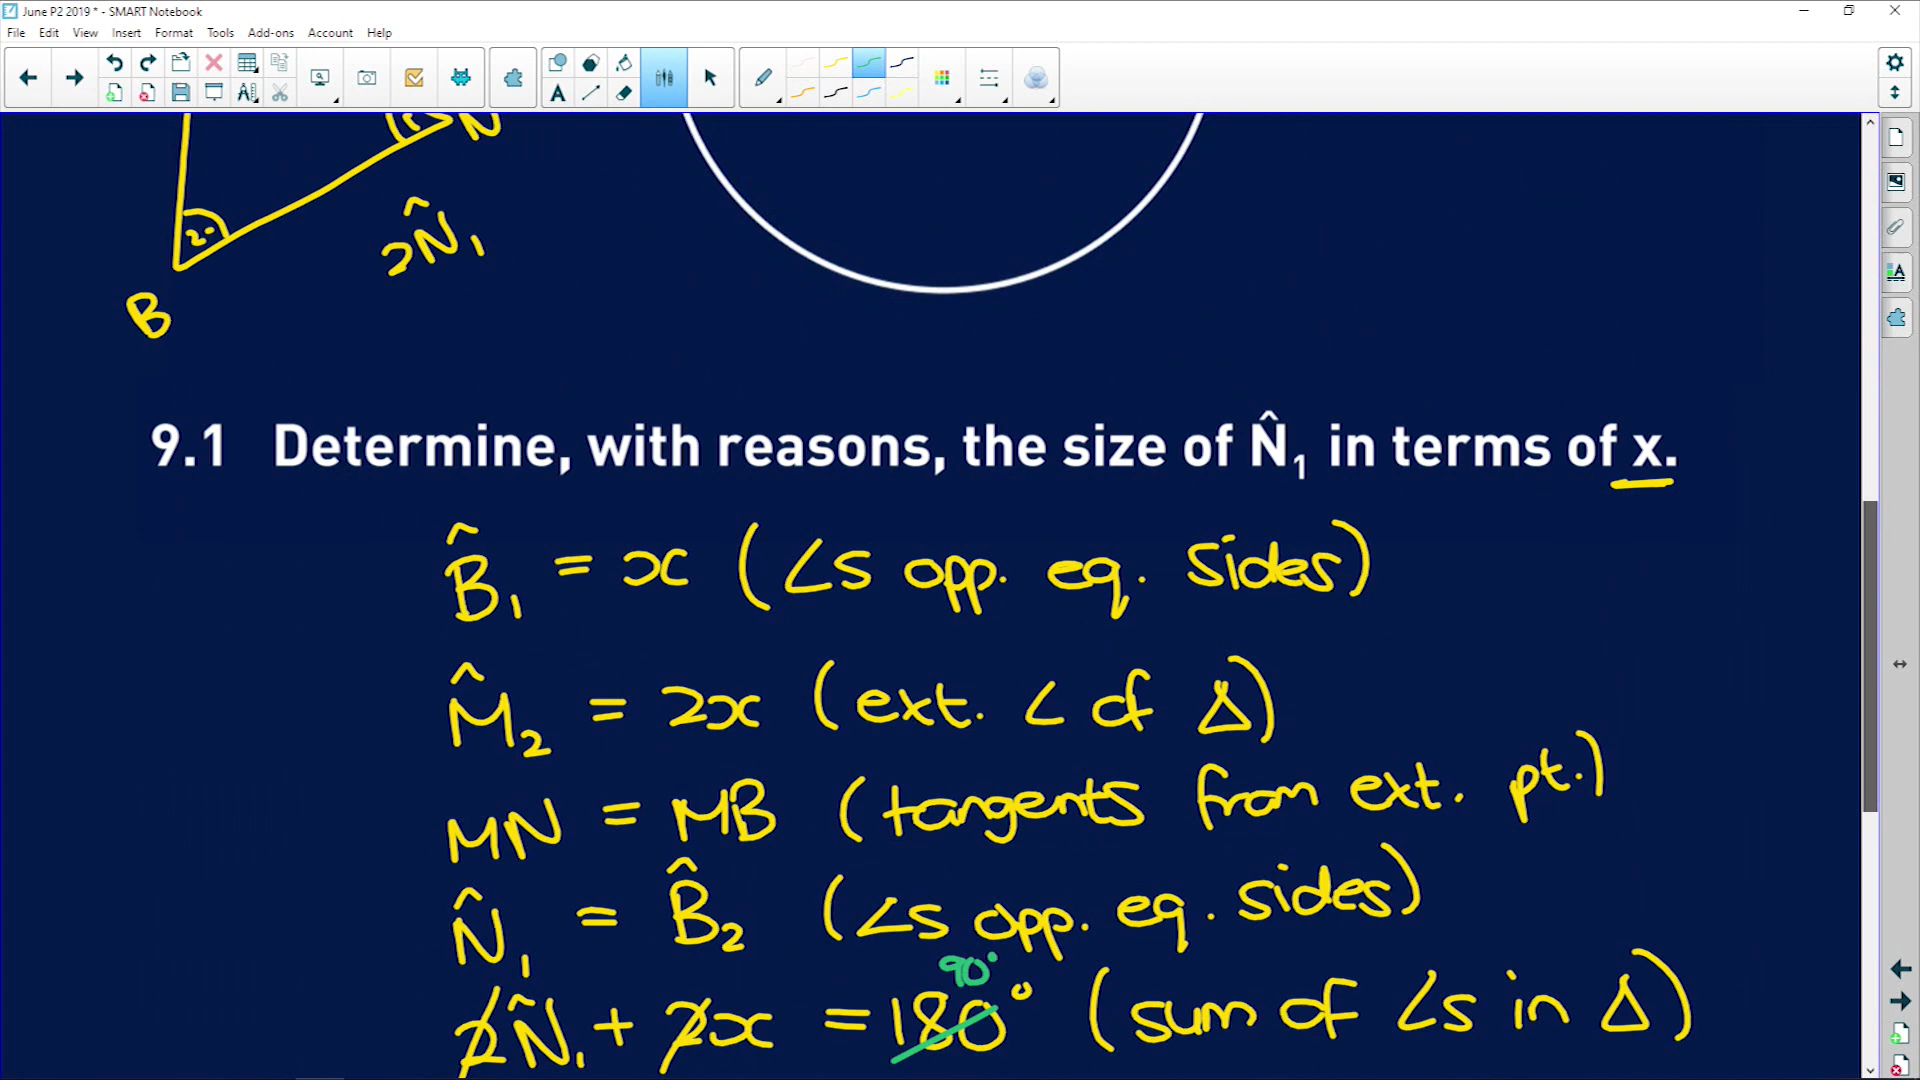 June P2 2019 * - SMART Notebook
File Edit View Insert Format Tools Add-ons Account Help
N
2
2N̂₁
B
9.1 Determine, with reasons, the size of N̂₁ in terms of x.
B̂₁ = x (∠s opp. eq. sides)
M̂₂ = 2x (ext. ∠ of Δ)
MN = MB (tangents from ext. pt.)
N̂₁ = B̂₂ (∠s opp. eq. sides)
90°
2N̂₁ + 2x = 180° (sum of ∠s in Δ)